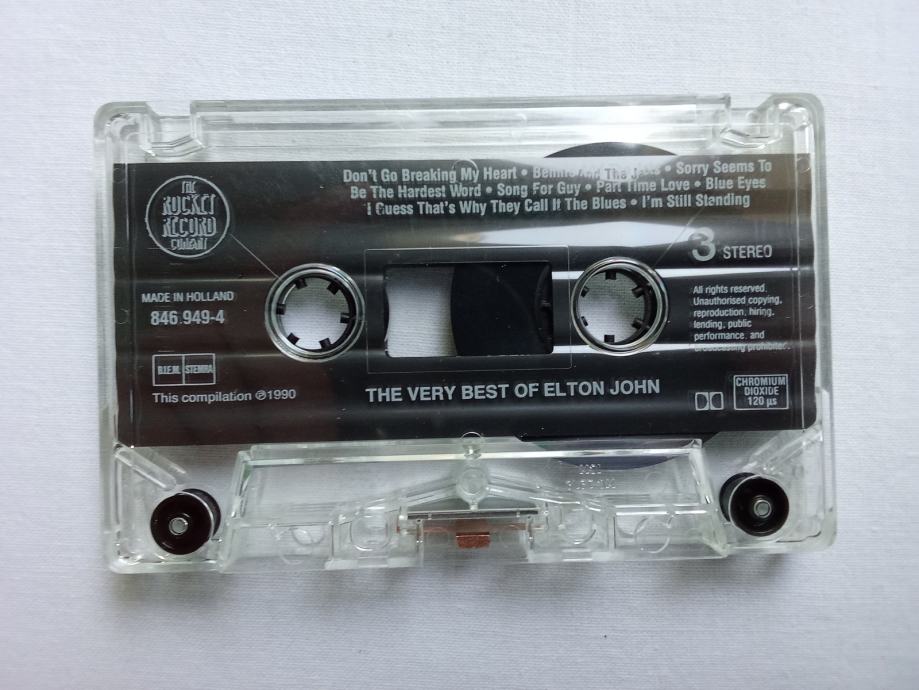 Don't Go Breaking My Heart • Bennie And The Jets • Sorry Seems To
Be The Hardest Word • Song For Guy • Part Time Love • Blue Eyes
I Guess That's Why They Call It The Blues • I'm Still Standing
THE
ROCKET
RECORD
COMPANY
3 STEREO
MADE IN HOLLAND
846.949-4
All rights reserved.
Unauthorised copying,
reproduction, hiring,
lending, public
performance, and
broadcasting prohibited.
B.I.E.M. STEMRA
This compilation ℗1990
THE VERY BEST OF ELTON JOHN
CHROMIUM
DIOXIDE
120 µs